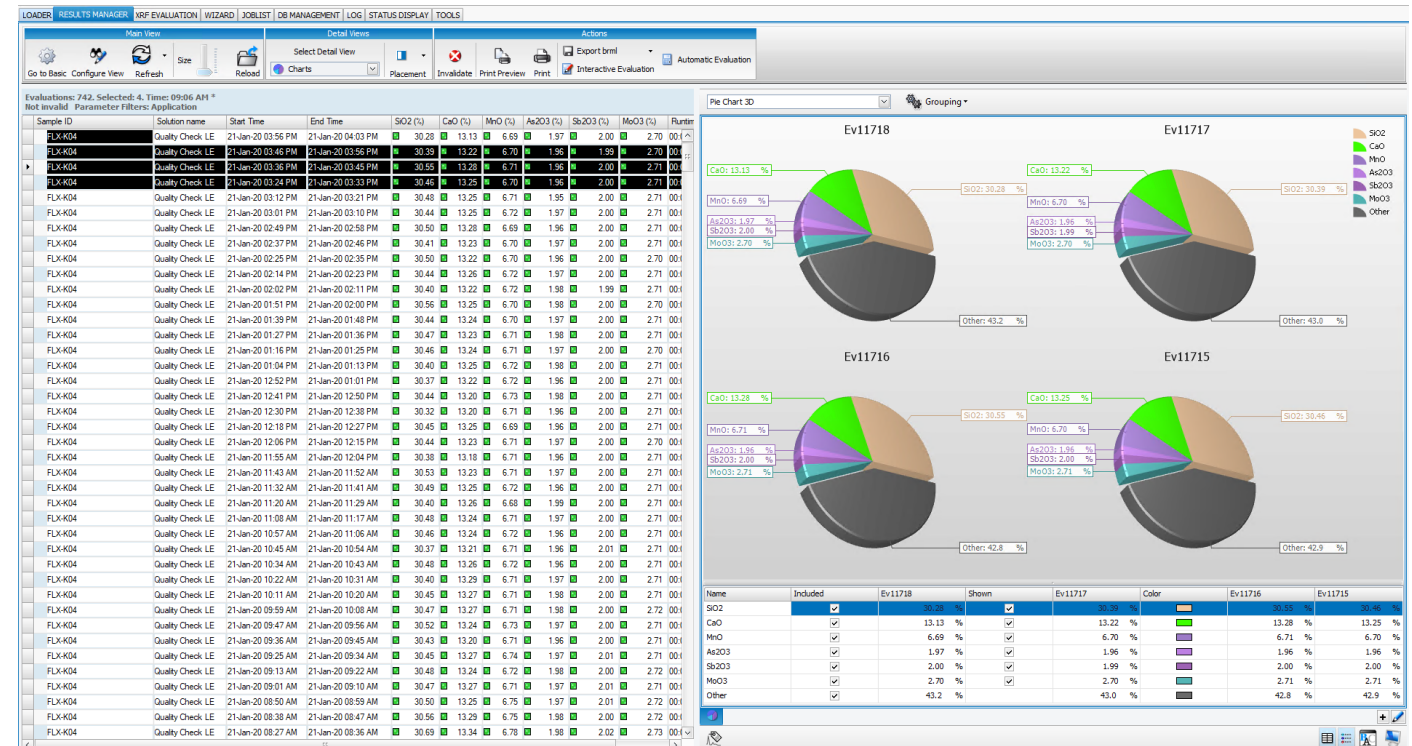 LOADER RESULTS MANAGER XRF EVALUATION WIZARD JOBLIST DB MANAGEMENT LOG STATUS DISPLAY TOOLS
Main View Detail Views Actions
Go to Basic Configure View Refresh Size Reload
Select Detail View
Charts
Placement Invalidate Print Preview Print
Export brml
Interactive Evaluation
Automatic Evaluation
Evaluations: 742. Selected: 4. Time: 09:06 AM *
Not invalid Parameter Filters: Application
Sample ID Solution name Start Time End Time SiO2 (%) CaO (%) MnO (%) As2O3 (%) Sb2O3 (%) MoO3 (%) Runtim
FLX-K04 Quality Check LE 21-Jan-20 03:56 PM 21-Jan-20 04:03 PM 30.28 13.13 6.69 1.97 2.00 2.70 00:
FLX-K04 Quality Check LE 21-Jan-20 03:46 PM 21-Jan-20 03:56 PM 30.39 13.22 6.70 1.96 1.99 2.70 00:
FLX-K04 Quality Check LE 21-Jan-20 03:36 PM 21-Jan-20 03:45 PM 30.55 13.28 6.71 1.96 2.00 2.71 00:
FLX-K04 Quality Check LE 21-Jan-20 03:24 PM 21-Jan-20 03:33 PM 30.46 13.25 6.70 1.96 2.00 2.71 00:
FLX-K04 Quality Check LE 21-Jan-20 03:12 PM 21-Jan-20 03:21 PM 30.48 13.25 6.71 1.95 2.00 2.71 00:
FLX-K04 Quality Check LE 21-Jan-20 03:01 PM 21-Jan-20 03:10 PM 30.44 13.25 6.72 1.97 2.00 2.71 00:
FLX-K04 Quality Check LE 21-Jan-20 02:49 PM 21-Jan-20 02:58 PM 30.50 13.28 6.69 1.96 2.00 2.71 00:
FLX-K04 Quality Check LE 21-Jan-20 02:37 PM 21-Jan-20 02:46 PM 30.41 13.23 6.70 1.97 2.00 2.71 00:
FLX-K04 Quality Check LE 21-Jan-20 02:25 PM 21-Jan-20 02:35 PM 30.50 13.22 6.70 1.96 2.00 2.70 00:
FLX-K04 Quality Check LE 21-Jan-20 02:14 PM 21-Jan-20 02:23 PM 30.44 13.26 6.72 1.97 2.00 2.71 00:
FLX-K04 Quality Check LE 21-Jan-20 02:02 PM 21-Jan-20 02:11 PM 30.40 13.22 6.72 1.98 1.99 2.71 00:
FLX-K04 Quality Check LE 21-Jan-20 01:51 PM 21-Jan-20 02:00 PM 30.56 13.25 6.70 1.98 2.00 2.70 00:
FLX-K04 Quality Check LE 21-Jan-20 01:39 PM 21-Jan-20 01:48 PM 30.44 13.24 6.70 1.97 2.00 2.71 00:
FLX-K04 Quality Check LE 21-Jan-20 01:27 PM 21-Jan-20 01:36 PM 30.47 13.23 6.71 1.98 2.00 2.71 00:
FLX-K04 Quality Check LE 21-Jan-20 01:16 PM 21-Jan-20 01:25 PM 30.46 13.24 6.71 1.97 2.00 2.70 00:
FLX-K04 Quality Check LE 21-Jan-20 01:04 PM 21-Jan-20 01:13 PM 30.40 13.25 6.72 1.98 2.00 2.71 00:
FLX-K04 Quality Check LE 21-Jan-20 12:52 PM 21-Jan-20 01:01 PM 30.37 13.22 6.72 1.96 2.00 2.71 00:
FLX-K04 Quality Check LE 21-Jan-20 12:41 PM 21-Jan-20 12:50 PM 30.44 13.20 6.73 1.98 2.00 2.71 00:
FLX-K04 Quality Check LE 21-Jan-20 12:30 PM 21-Jan-20 12:38 PM 30.32 13.20 6.71 1.96 2.00 2.71 00:
FLX-K04 Quality Check LE 21-Jan-20 12:18 PM 21-Jan-20 12:27 PM 30.45 13.25 6.69 1.96 2.00 2.71 00:
FLX-K04 Quality Check LE 21-Jan-20 12:06 PM 21-Jan-20 12:15 PM 30.44 13.23 6.71 1.97 2.00 2.70 00:
FLX-K04 Quality Check LE 21-Jan-20 11:55 AM 21-Jan-20 12:04 PM 30.38 13.18 6.71 1.96 2.00 2.71 00:
FLX-K04 Quality Check LE 21-Jan-20 11:43 AM 21-Jan-20 11:52 AM 30.53 13.23 6.71 1.97 2.00 2.71 00:
FLX-K04 Quality Check LE 21-Jan-20 11:32 AM 21-Jan-20 11:41 AM 30.49 13.25 6.72 1.96 2.00 2.71 00:
FLX-K04 Quality Check LE 21-Jan-20 11:20 AM 21-Jan-20 11:29 AM 30.40 13.26 6.68 1.99 2.00 2.71 00:
FLX-K04 Quality Check LE 21-Jan-20 11:08 AM 21-Jan-20 11:17 AM 30.48 13.24 6.71 1.97 2.00 2.71 00:
FLX-K04 Quality Check LE 21-Jan-20 10:57 AM 21-Jan-20 11:06 AM 30.46 13.24 6.72 1.96 2.00 2.71 00:
FLX-K04 Quality Check LE 21-Jan-20 10:45 AM 21-Jan-20 10:54 AM 30.37 13.21 6.71 1.96 2.01 2.71 00:
FLX-K04 Quality Check LE 21-Jan-20 10:34 AM 21-Jan-20 10:43 AM 30.48 13.26 6.72 1.96 2.00 2.71 00:
FLX-K04 Quality Check LE 21-Jan-20 10:22 AM 21-Jan-20 10:31 AM 30.40 13.29 6.71 1.97 2.00 2.71 00:
FLX-K04 Quality Check LE 21-Jan-20 10:11 AM 21-Jan-20 10:20 AM 30.45 13.27 6.71 1.98 2.00 2.71 00:
FLX-K04 Quality Check LE 21-Jan-20 09:59 AM 21-Jan-20 10:08 AM 30.47 13.27 6.71 1.98 2.00 2.72 00:
FLX-K04 Quality Check LE 21-Jan-20 09:47 AM 21-Jan-20 09:56 AM 30.52 13.24 6.73 1.97 2.00 2.71 00:
FLX-K04 Quality Check LE 21-Jan-20 09:36 AM 21-Jan-20 09:45 AM 30.43 13.20 6.71 1.96 2.00 2.71 00:
FLX-K04 Quality Check LE 21-Jan-20 09:25 AM 21-Jan-20 09:34 AM 30.45 13.27 6.74 1.97 2.01 2.71 00:
FLX-K04 Quality Check LE 21-Jan-20 09:13 AM 21-Jan-20 09:22 AM 30.48 13.24 6.72 1.98 2.00 2.72 00:
FLX-K04 Quality Check LE 21-Jan-20 09:01 AM 21-Jan-20 09:10 AM 30.47 13.27 6.71 1.97 2.01 2.71 00:
FLX-K04 Quality Check LE 21-Jan-20 08:50 AM 21-Jan-20 08:59 AM 30.50 13.25 6.75 1.97 2.01 2.72 00:
FLX-K04 Quality Check LE 21-Jan-20 08:38 AM 21-Jan-20 08:47 AM 30.56 13.29 6.75 1.98 2.00 2.72 00:
FLX-K04 Quality Check LE 21-Jan-20 08:27 AM 21-Jan-20 08:36 AM 30.69 13.34 6.78 1.98 2.02 2.73 00:
Pie Chart 3D Grouping
Ev11718
CaO: 13.13 %
SiO2: 30.28 %
MnO: 6.69 %
As2O3: 1.97 %
Sb2O3: 2.00 %
MoO3: 2.70 %
Other: 43.2 %
Ev11717
CaO: 13.22 %
SiO2: 30.39 %
MnO: 6.70 %
As2O3: 1.96 %
Sb2O3: 1.99 %
MoO3: 2.70 %
Other: 43.0 %
SiO2
CaO
MnO
As2O3
Sb2O3
MoO3
Other
Ev11716
CaO: 13.28 %
SiO2: 30.55 %
MnO: 6.71 %
As2O3: 1.96 %
Sb2O3: 2.00 %
MoO3: 2.71 %
Other: 42.8 %
Ev11715
CaO: 13.25 %
SiO2: 30.46 %
MnO: 6.70 %
As2O3: 1.96 %
Sb2O3: 2.00 %
MoO3: 2.71 %
Other: 42.9 %
Name Included Ev11718 Shown Ev11717 Color Ev11716 Ev11715
SiO2 30.28 % 30.39 % 30.55 % 30.46 %
CaO 13.13 % 13.22 % 13.28 % 13.25 %
MnO 6.69 % 6.70 % 6.71 % 6.70 %
As2O3 1.97 % 1.96 % 1.96 % 1.96 %
Sb2O3 2.00 % 1.99 % 2.00 % 2.00 %
MoO3 2.70 % 2.70 % 2.71 % 2.71 %
Other 43.2 % 43.0 % 42.8 % 42.9 %